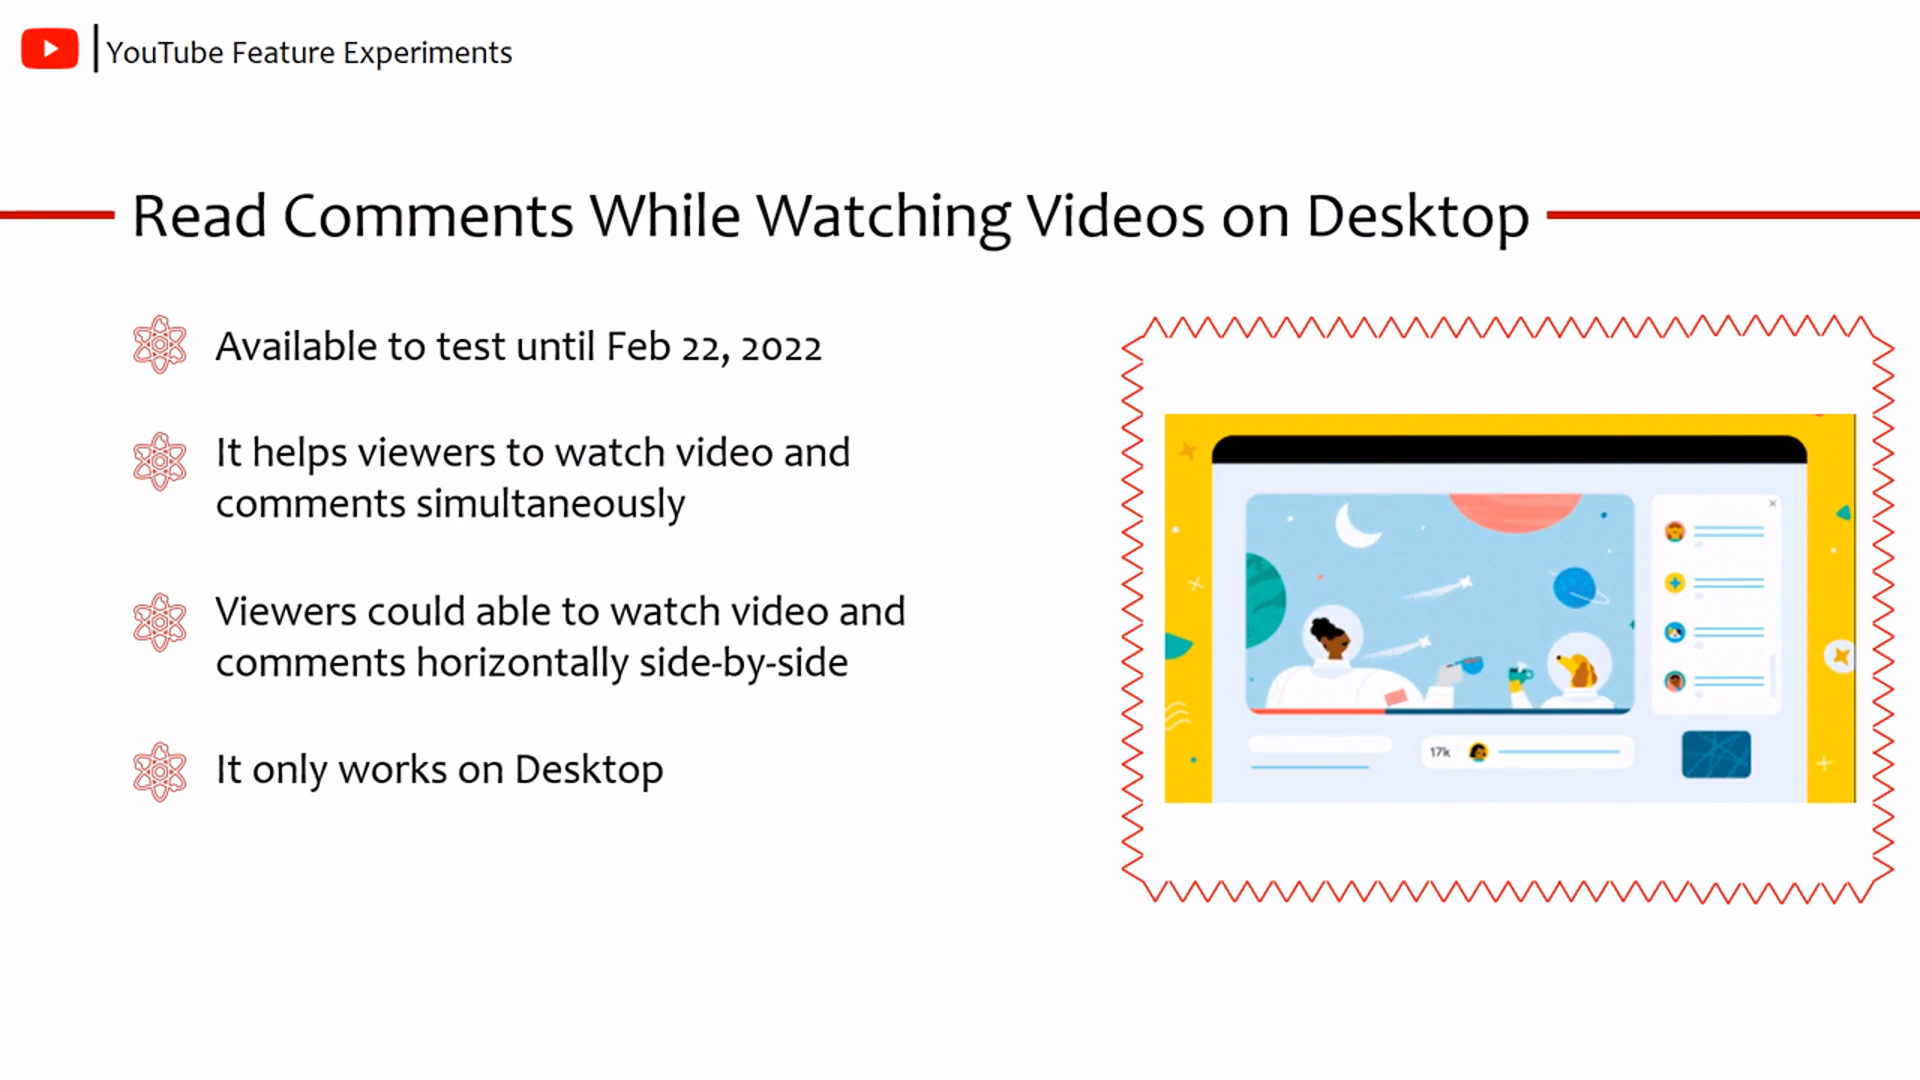 YouTube Feature Experiments
Read Comments While Watching Videos on Desktop
Available to test until Feb 22, 2022
It helps viewers to watch video and
comments simultaneously
Viewers could able to watch video and
comments horizontally side-by-side
It only works on Desktop
17k